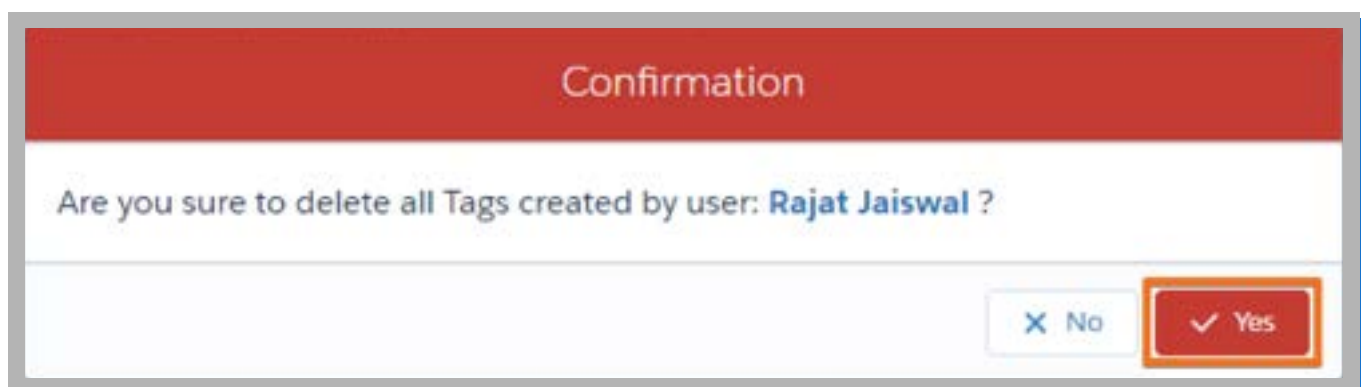 Confirmation
Are you sure to delete all Tags created by user: Rajat Jaiswal ?
No
Yes